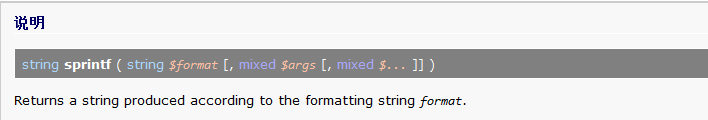 说明
string sprintf ( string $format [, mixed $args [, mixed $... ]] )
Returns a string produced according to the formatting string format.